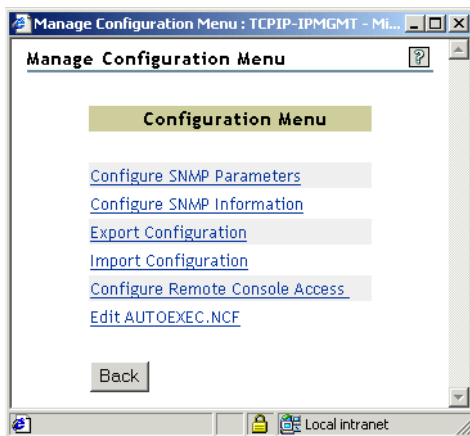 Manage Configuration Menu : TCPIP-IPMGMT - Mi...
Manage Configuration Menu
?
Configuration Menu
Configure SNMP Parameters
Configure SNMP Information
Export Configuration
Import Configuration
Configure Remote Console Access
Edit AUTOEXEC.NCF
Back
Local intranet